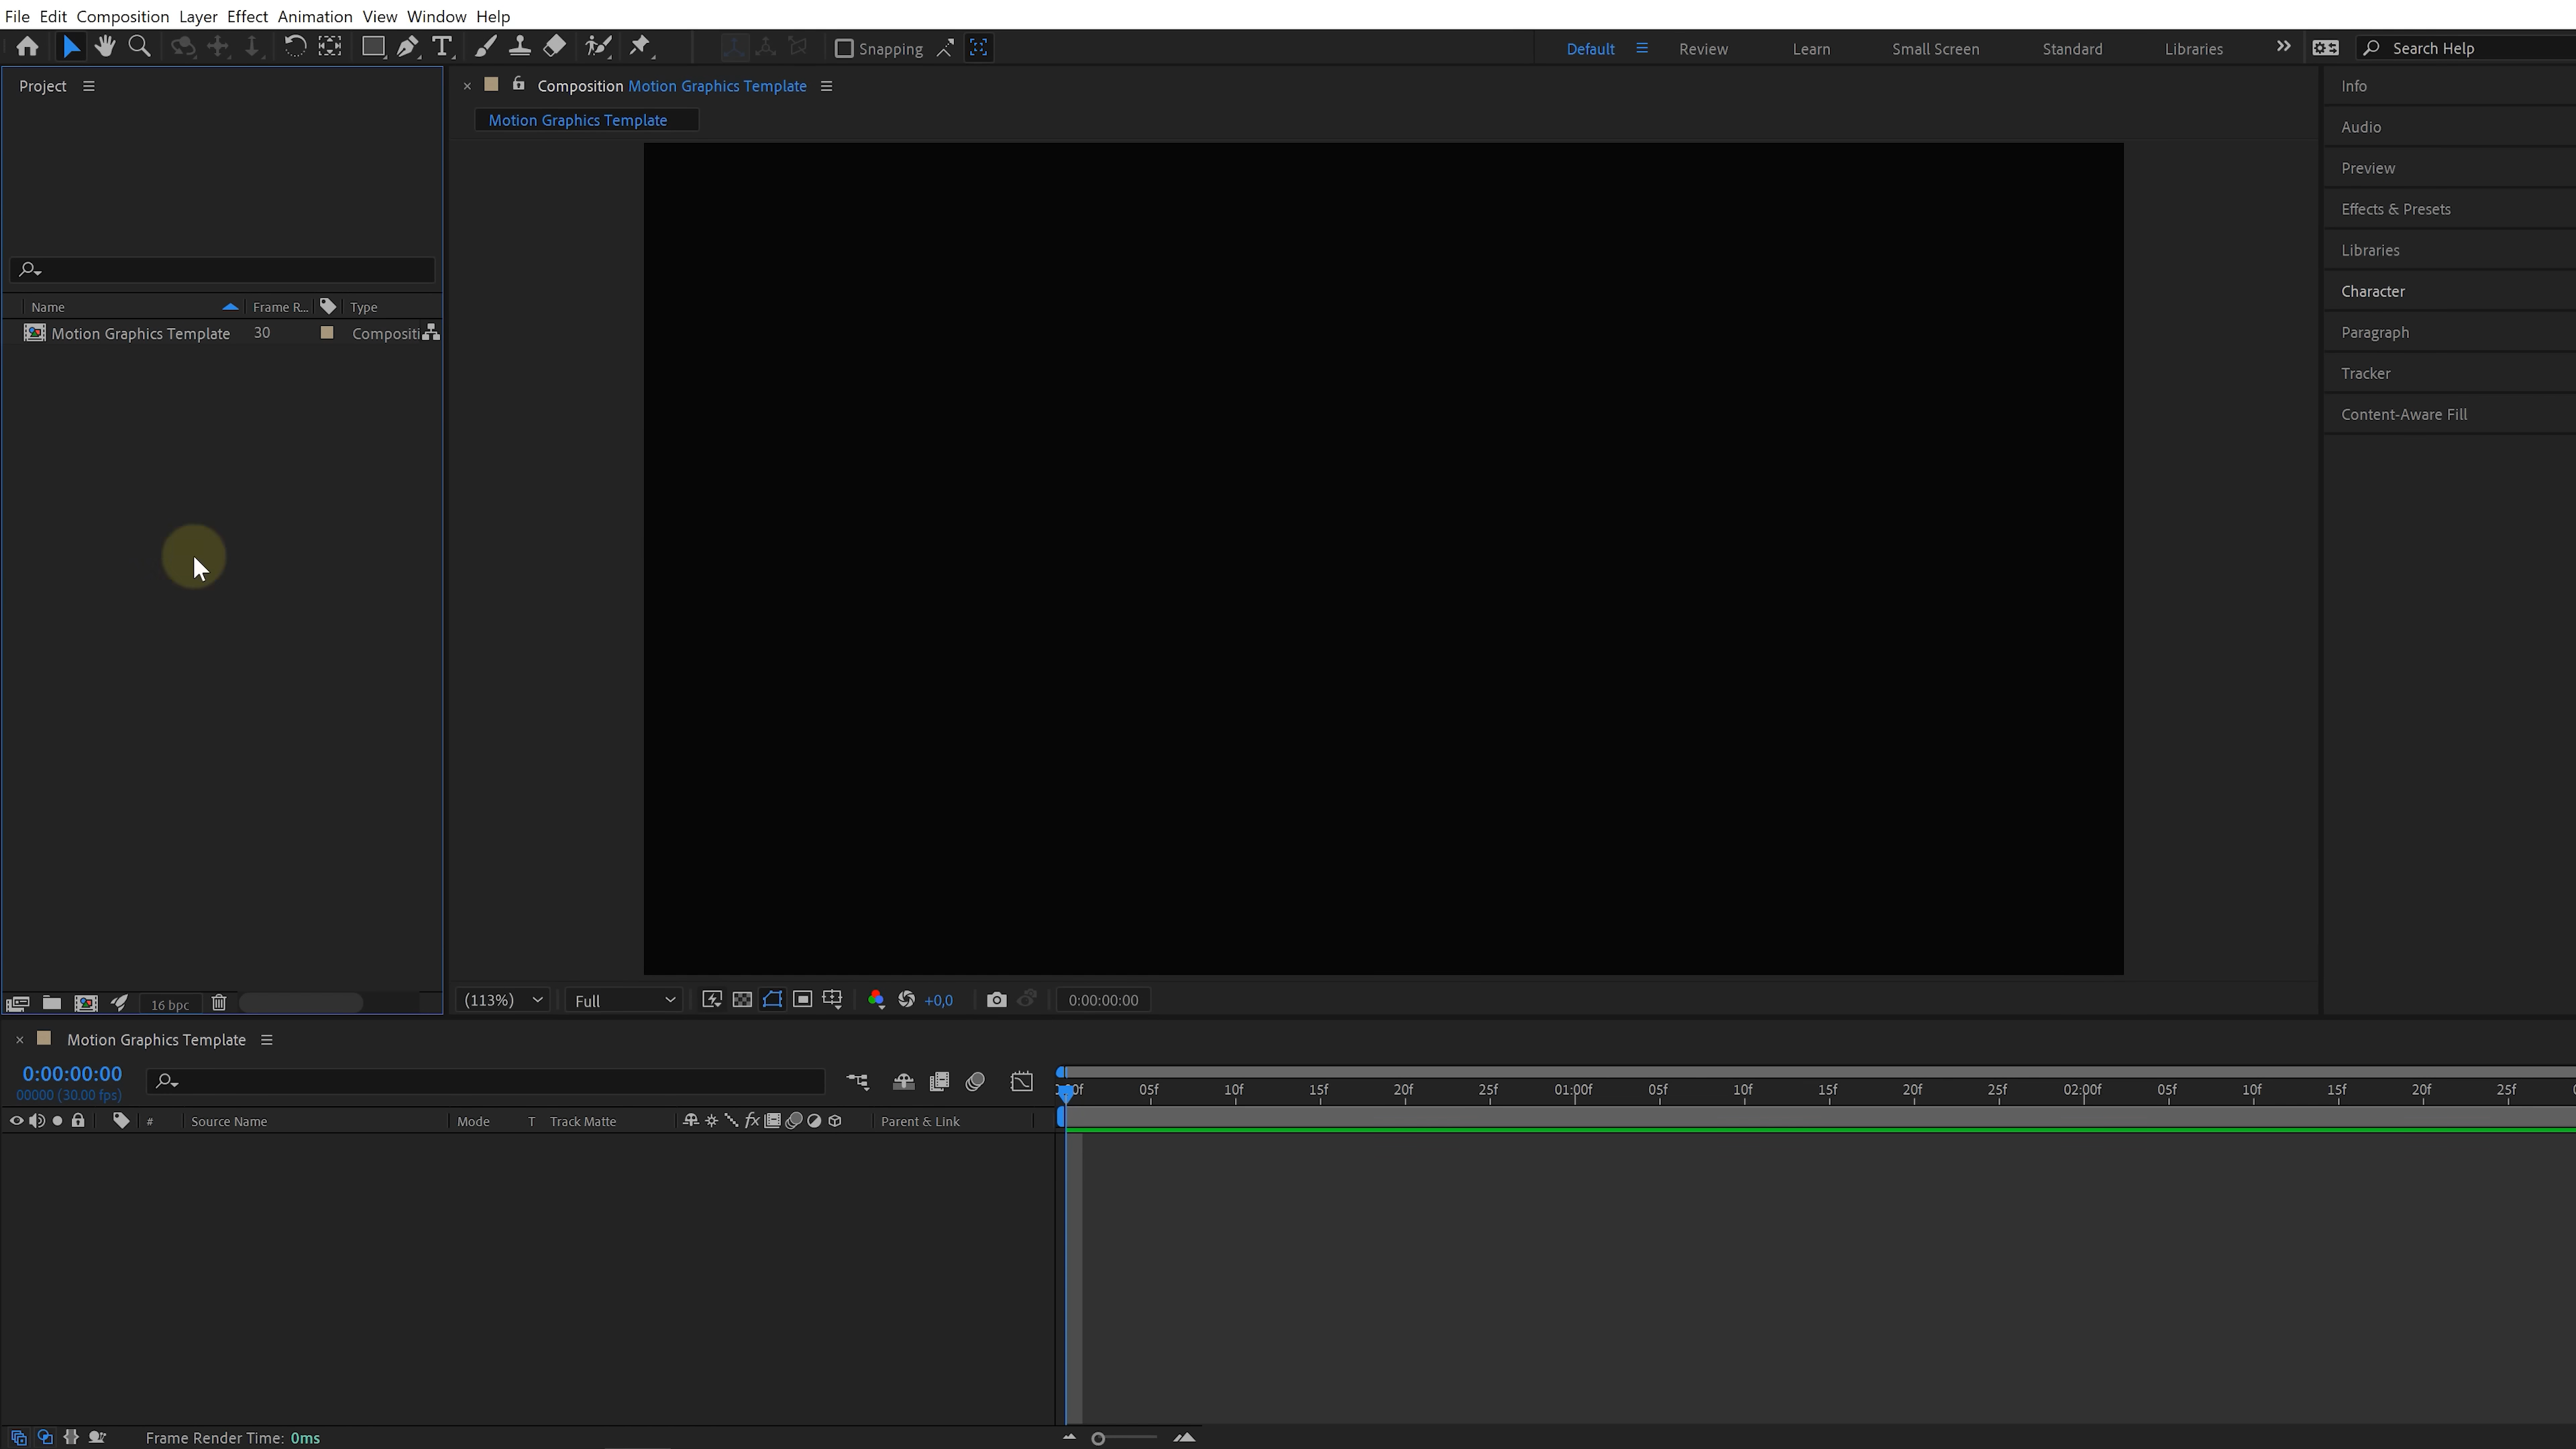 File Edit Composition Layer Effect Animation View Window Help
Snapping
Default Review Learn Small Screen Standard Libraries Search Help
Project
Composition Motion Graphics Template
Motion Graphics Template
Info
Audio
Preview
Effects & Presets
Libraries
Character
Paragraph
Tracker
Content-Aware Fill
Name Frame R... Type
Motion Graphics Template 30 Compositi
16 bpc
(113%) Full +0,0 0:00:00:00
Motion Graphics Template
0:00:00:00
00000 (30.00 fps)
05f 10f 15f 20f 25f 01:00f 05f 10f 15f 20f 25f 02:00f 05f 10f 15f 20f 25f
# Source Name Mode T Track Matte fx Parent & Link
Frame Render Time: 0ms